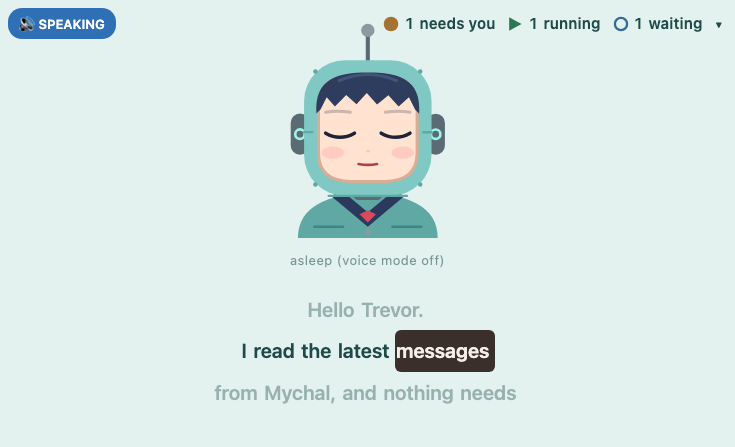 SPEAKING
1 needs you 1 running 1 waiting
asleep (voice mode off)
Hello Trevor.
I read the latest messages
from Mychal, and nothing needs